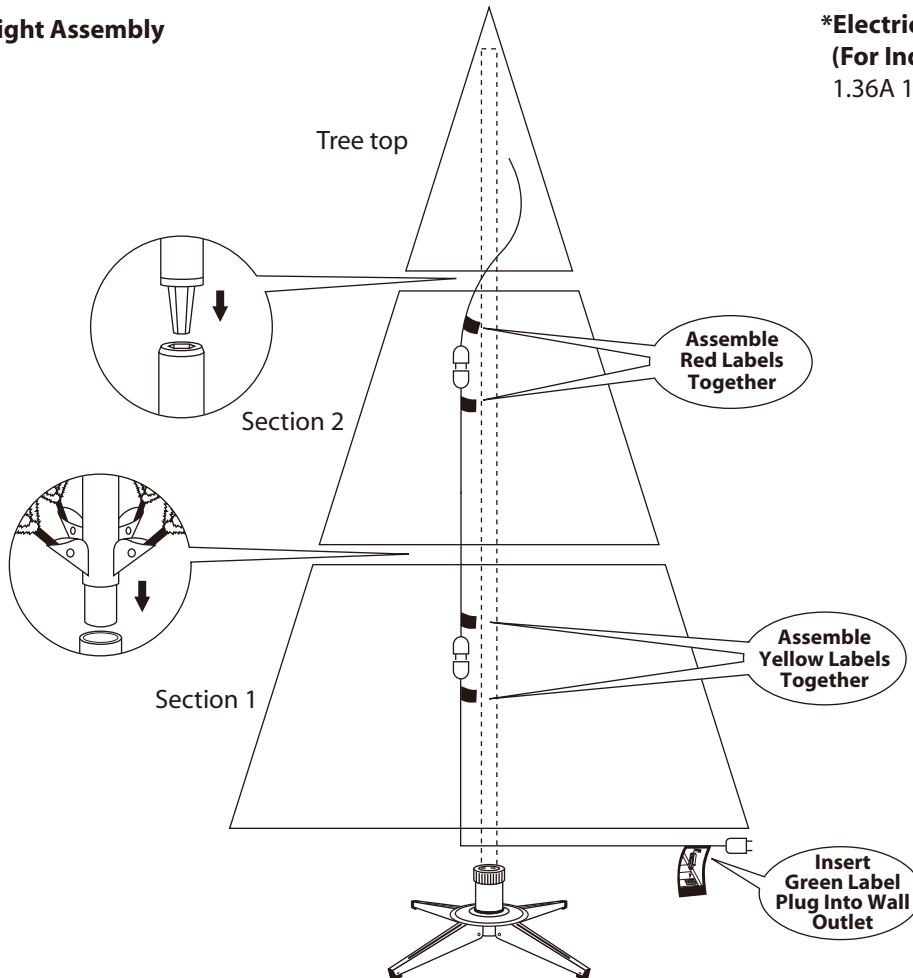 ight Assembly
*Electric
(For Inc
1.36A 1
Tree top
Assemble
Red Labels
Together
Section 2
Assemble
Yellow Labels
Together
Section 1
Insert
Green Label
Plug Into Wall
Outlet